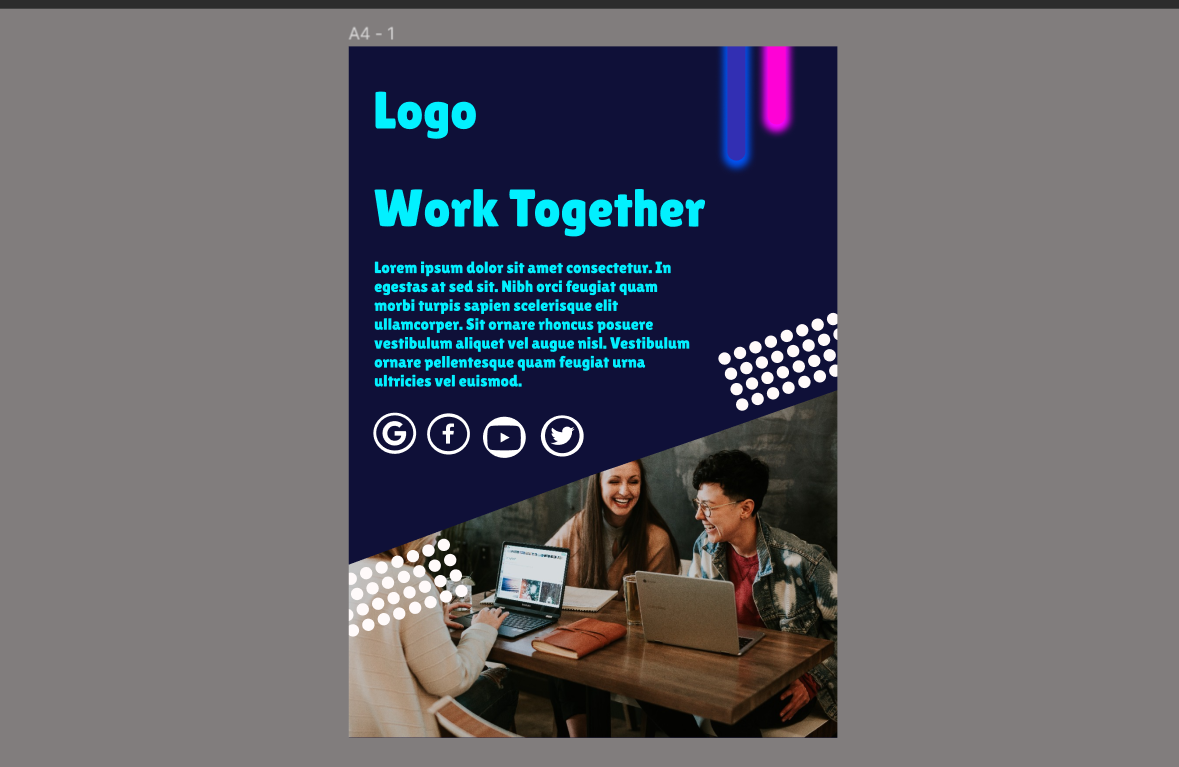 A4 - 1
Logo
Work Together
Lorem ipsum dolor sit amet consectetur. In
egestas at sed sit. Nibh orci feugiat quam
morbi turpis sapien scelerisque elit
ullamcorper. Sit ornare rhoncus posuere
vestibulum aliquet vel augue nisl. Vestibulum
ornare pellentesque quam feugiat urna
ultricies vel euismod.